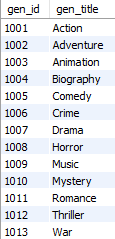 gen_id gen_title
1001 Action
1002 Adventure
1003 Animation
1004 Biography
1005 Comedy
1006 Crime
1007 Drama
1008 Horror
1009 Music
1010 Mystery
1011 Romance
1012 Thriller
1013 War